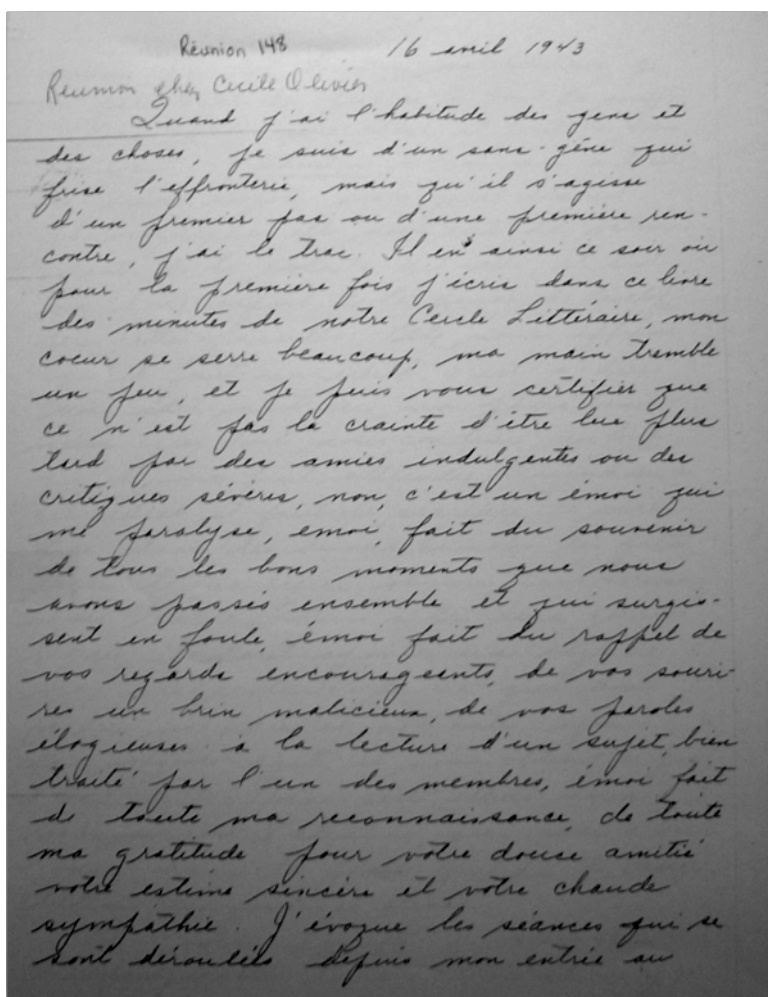 Réunion 148 16 avril 1943
Réunion chez Cécile Olivier
Quand j'ai l'habitude des gens et
des choses, je suis d'un sans-gêne qui
frise l'effronterie, mais qu'il s'agisse
d'un premier pas ou d'une première ren-
contre, j'ai le trac. Il en ainsi ce soir où
pour la première fois j'écris dans ce livre
des minutes de notre Cercle Littéraire, mon
coeur se serre beaucoup, ma main tremble
un peu, et je puis vous certifier que
ce n'est pas la crainte d'être lue plus
tard par des amies indulgentes ou des
critiques sévères, non, c'est un émoi qui
me paralyse, émoi, fait du souvenir
de tous les bons moments que nous
avons passés ensemble et qui surgis-
sent en foule, émoi fait du rappel de
vos regards encourageants, de vos souri-
res un brin malicieux, de vos paroles
élogieuses à la lecture d'un sujet, bien
traité par l'un des membres, émoi fait
de toute ma reconnaissance, de toute
ma gratitude pour votre douce amitié
votre estime sincère et votre chaude
sympathie. J'évoque les séances qui se
sont déroulées depuis mon entrée au